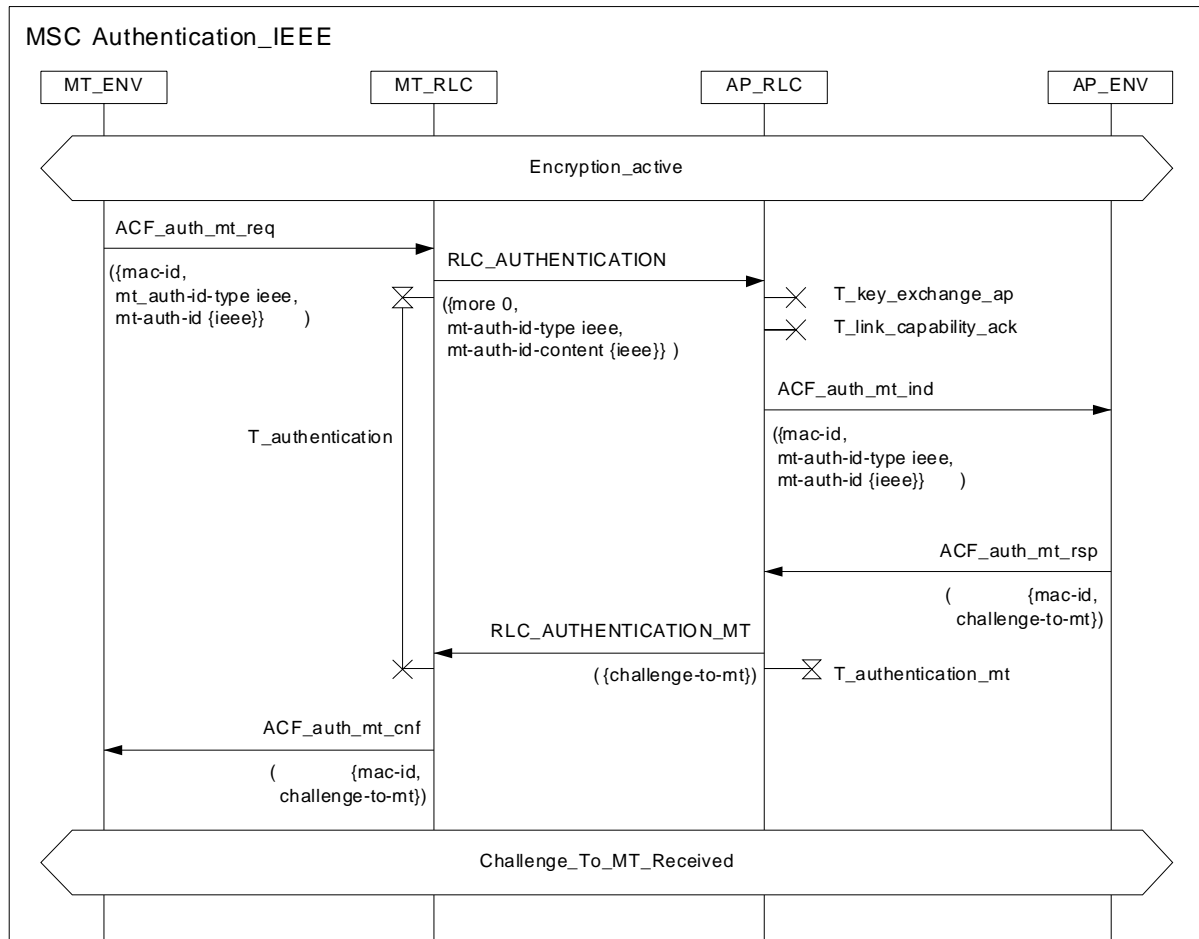 MSC Authentication_IEEE
MT_ENV
MT_RLC
AP_RLC
AP_ENV
Encryption_active
ACF_auth_mt_req
({mac-id,
mt_auth-id-type ieee,
mt-auth-id {ieee}} )
RLC_AUTHENTICATION
({more 0,
mt-auth-id-type ieee,
mt-auth-id-content {ieee}} )
T_key_exchange_ap
T_link_capability_ack
ACF_auth_mt_ind
({mac-id,
mt-auth-id-type ieee,
mt-auth-id {ieee}} )
T_authentication
ACF_auth_mt_rsp
( {mac-id,
challenge-to-mt})
RLC_AUTHENTICATION_MT
( {challenge-to-mt})
T_authentication_mt
ACF_auth_mt_cnf
( {mac-id,
challenge-to-mt})
Challenge_To_MT_Received